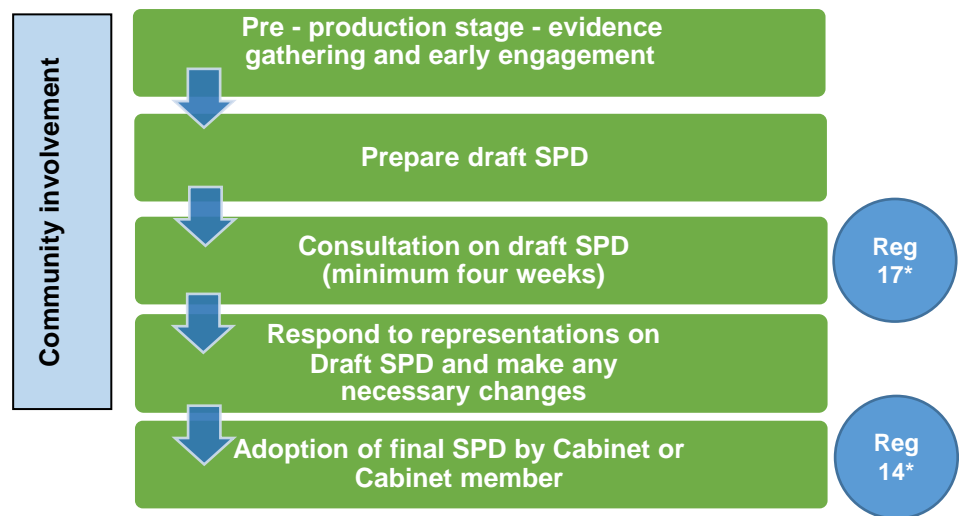 Community involvement
Pre - production stage - evidence
gathering and early engagement
Prepare draft SPD
Consultation on draft SPD
(minimum four weeks)
Reg
17*
Respond to representations on
Draft SPD and make any
necessary changes
Adoption of final SPD by Cabinet or
Cabinet member
Reg
14*